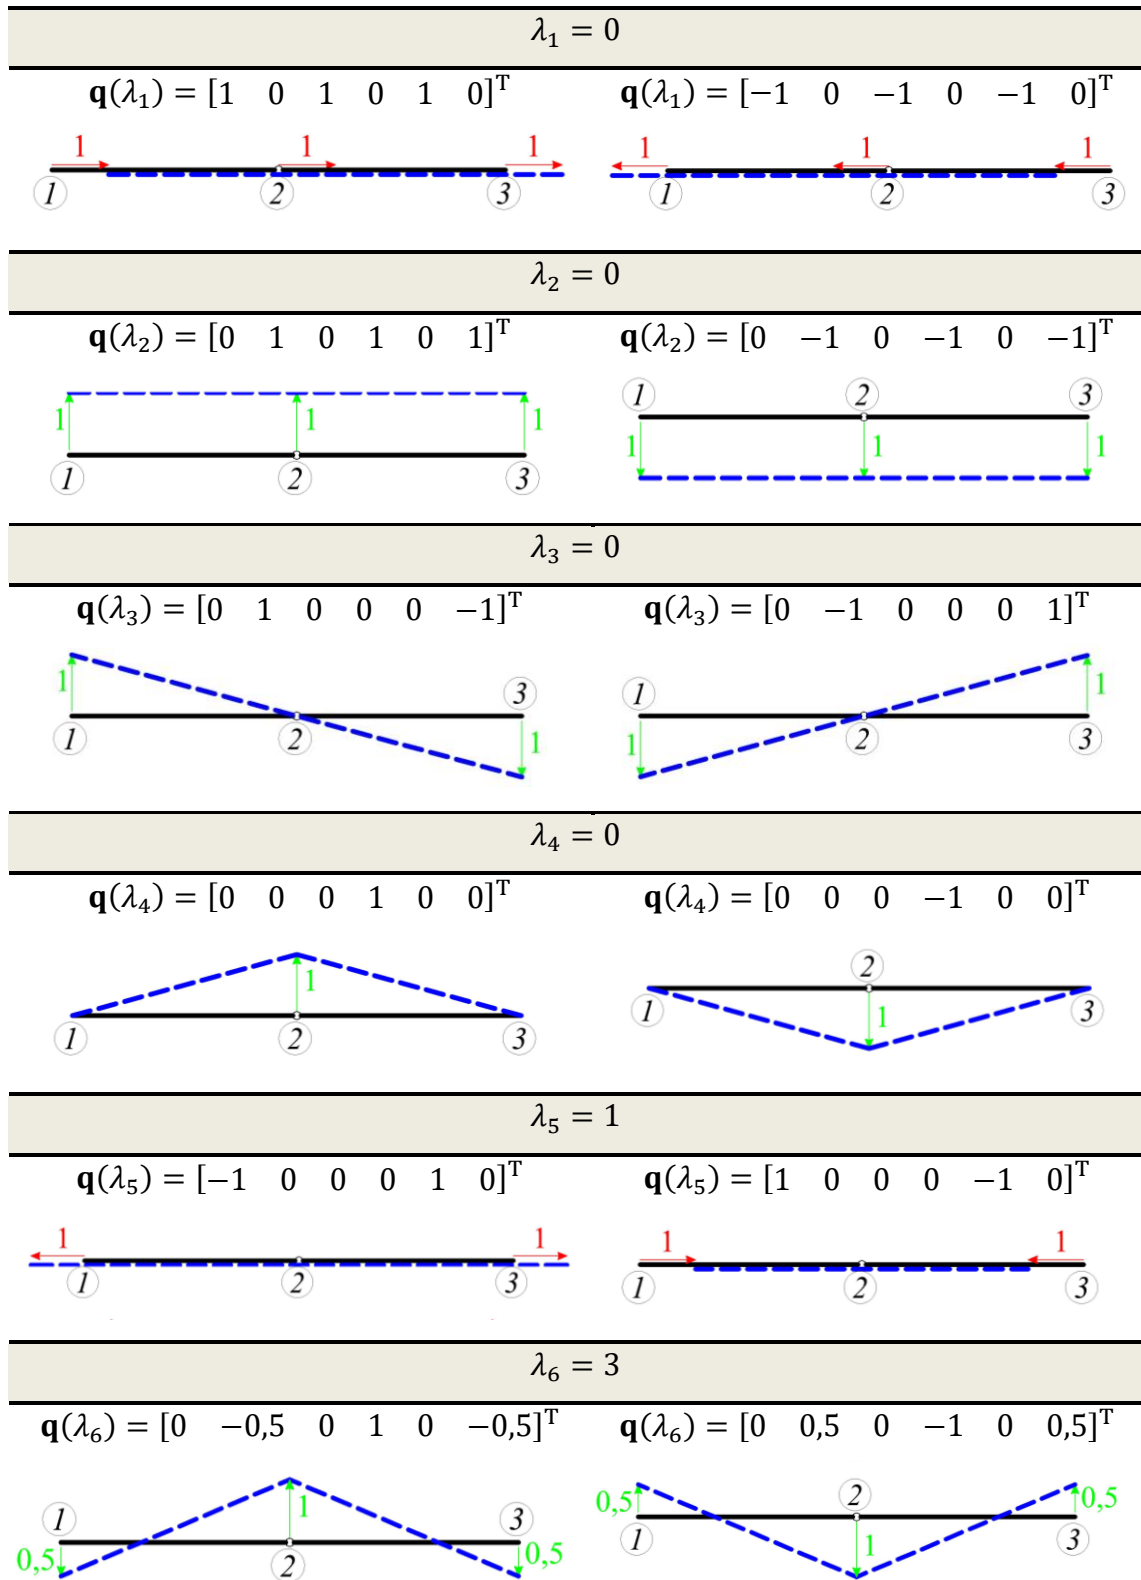 λ₁ = 0
q(λ₁) = [1 0 1 0 1 0]ᵀ q(λ₁) = [−1 0 −1 0 −1 0]ᵀ
1 1 1 1 1 1
1 2 3 1 2 3
λ₂ = 0
q(λ₂) = [0 1 0 1 0 1]ᵀ q(λ₂) = [0 −1 0 −1 0 −1]ᵀ
1 2 3
1 1 1 1 1 1
1 2 3
λ₃ = 0
q(λ₃) = [0 1 0 0 0 −1]ᵀ q(λ₃) = [0 −1 0 0 0 1]ᵀ
1 3 1 1
1 2 1 1 2 3
λ₄ = 0
q(λ₄) = [0 0 0 1 0 0]ᵀ q(λ₄) = [0 0 0 −1 0 0]ᵀ
1 2
1 2 3 1 1 3
λ₅ = 1
q(λ₅) = [−1 0 0 0 1 0]ᵀ q(λ₅) = [1 0 0 0 −1 0]ᵀ
1 1 1 1
1 2 3 1 2 3
λ₆ = 3
q(λ₆) = [0 −0,5 0 1 0 −0,5]ᵀ q(λ₆) = [0 0,5 0 −1 0 0,5]ᵀ
1 1 3 0,5 2 0,5
0,5 2 0,5 1 1 3